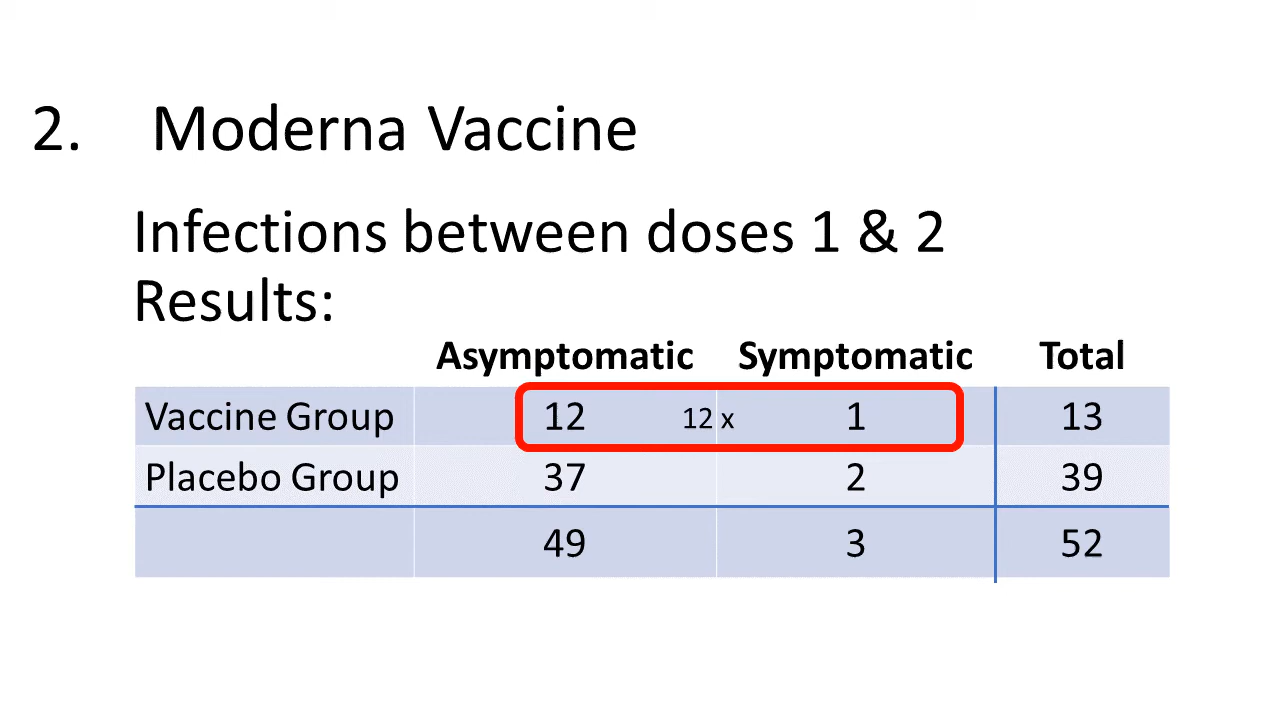 2. Moderna Vaccine
Infections between doses 1 & 2
Results:
Asymptomatic Symptomatic Total
Vaccine Group 12 12 x 1 13
Placebo Group 37 2 39
49 3 52